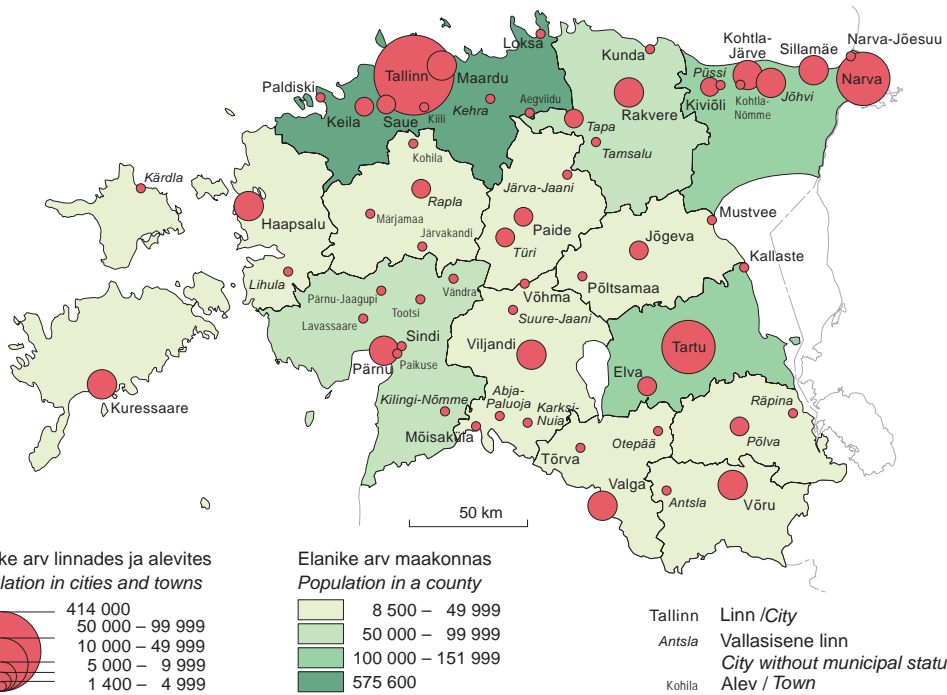 Loksa
Kunda
Kohtla-
Järve
Sillamäe
Narva-Jõesuu
Tallinn
Maardu
Püssi
Narva
Paldiski
Aegviidu
Kiviõli
Kohtla-
Nõmme
Jõhvi
Keila
Saue
Kiili
Kehra
Rakvere
Tapa
Tamsalu
Kohila
Kärdla
Järva-Jaani
Rapla
Mustvee
Haapsalu
Märjamaa
Paide
Järvakandi
Türi
Jõgeva
Kallaste
Lihula
Põltsamaa
Vändra
Pärnu-Jaagupi
Tootsi
Võhma
Lavassaare
Suure-Jaani
Sindi
Viljandi
Tartu
Pärnu
Paikuse
Elva
Kuressaare
Kilingi-Nõmme
Abja-
Paluoja
Karksi-
Nuia
Räpina
Mõisaküla
Otepää
Põlva
Tõrva
Valga
Antsla
Võru
50 km
ke arv linnades ja alevites
lation in cities and towns
414 000
50 000 – 99 999
10 000 – 49 999
5 000 – 9 999
1 400 – 4 999
Elanike arv maakonnas
Population in a county
8 500 – 49 999
50 000 – 99 999
100 000 – 151 999
575 600
Tallinn Linn /City
Antsla Vallasisene linn
City without municipal statu
Kohila Alev / Town